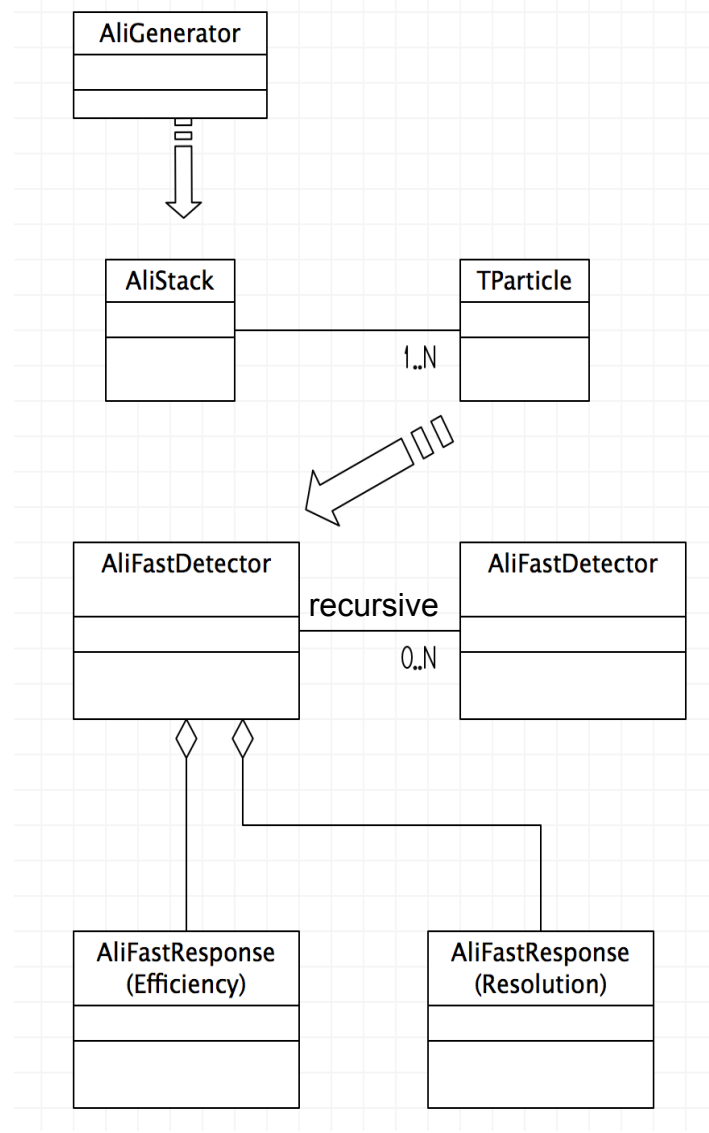 AliGenerator
AliStack
TParticle
1..N
AliFastDetector
AliFastDetector
recursive
0..N
AliFastResponse
(Efficiency)
AliFastResponse
(Resolution)